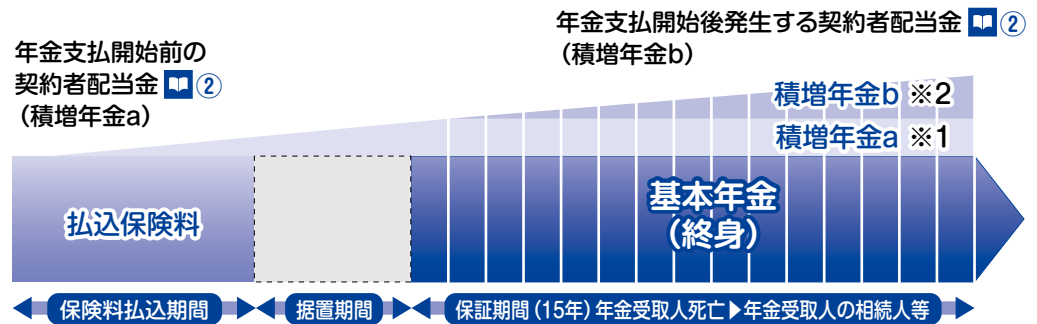 年金支払開始前の
契約者配当金 ②
（積増年金a）
年金支払開始後発生する契約者配当金 ②
（積増年金b）
積増年金b ※2
積増年金a ※1
基本年金
（終身）
払込保険料
保険料払込期間
据置期間
保証期間（15年）年金受取人死亡▶年金受取人の相続人等